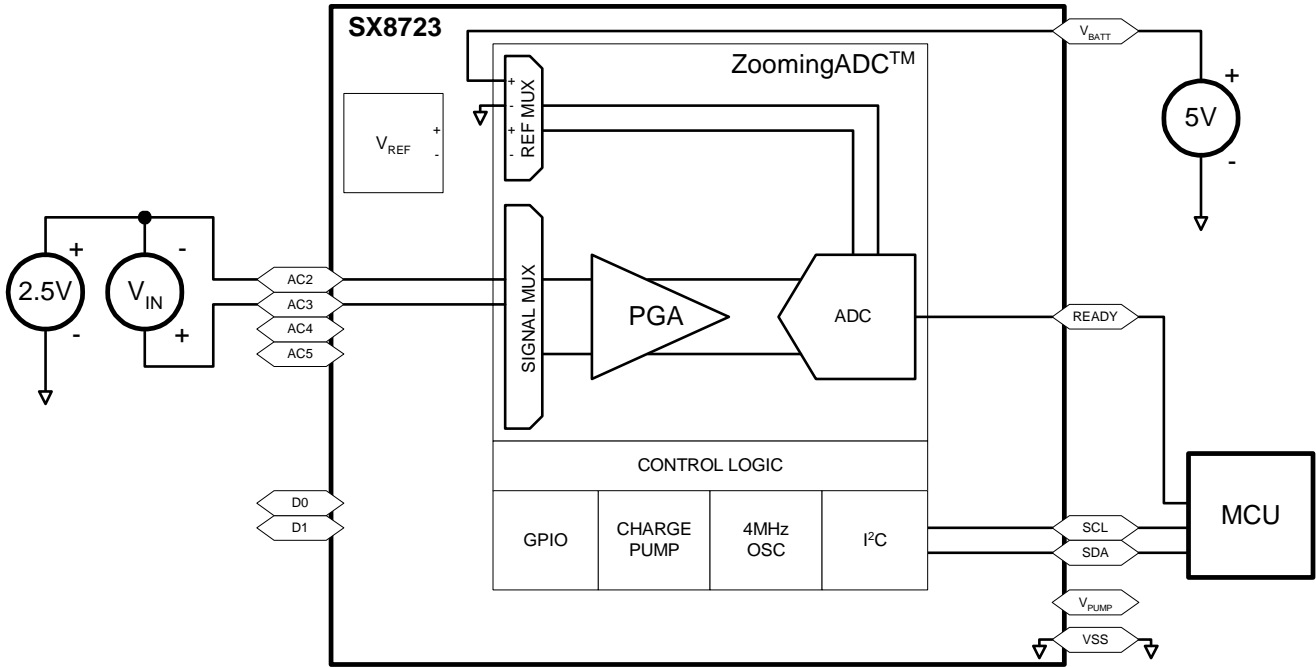 SX8723
V_BATT
ZoomingADC™
+
-
+
-
REF MUX
+
5V
-
V_REF
+
-
+
2.5V
-
-
V_IN
+
AC2
AC3
AC4
AC5
SIGNAL MUX
PGA
ADC
READY
CONTROL LOGIC
D0
D1
GPIO
CHARGE
PUMP
4MHz
OSC
I²C
SCL
SDA
MCU
V_PUMP
VSS